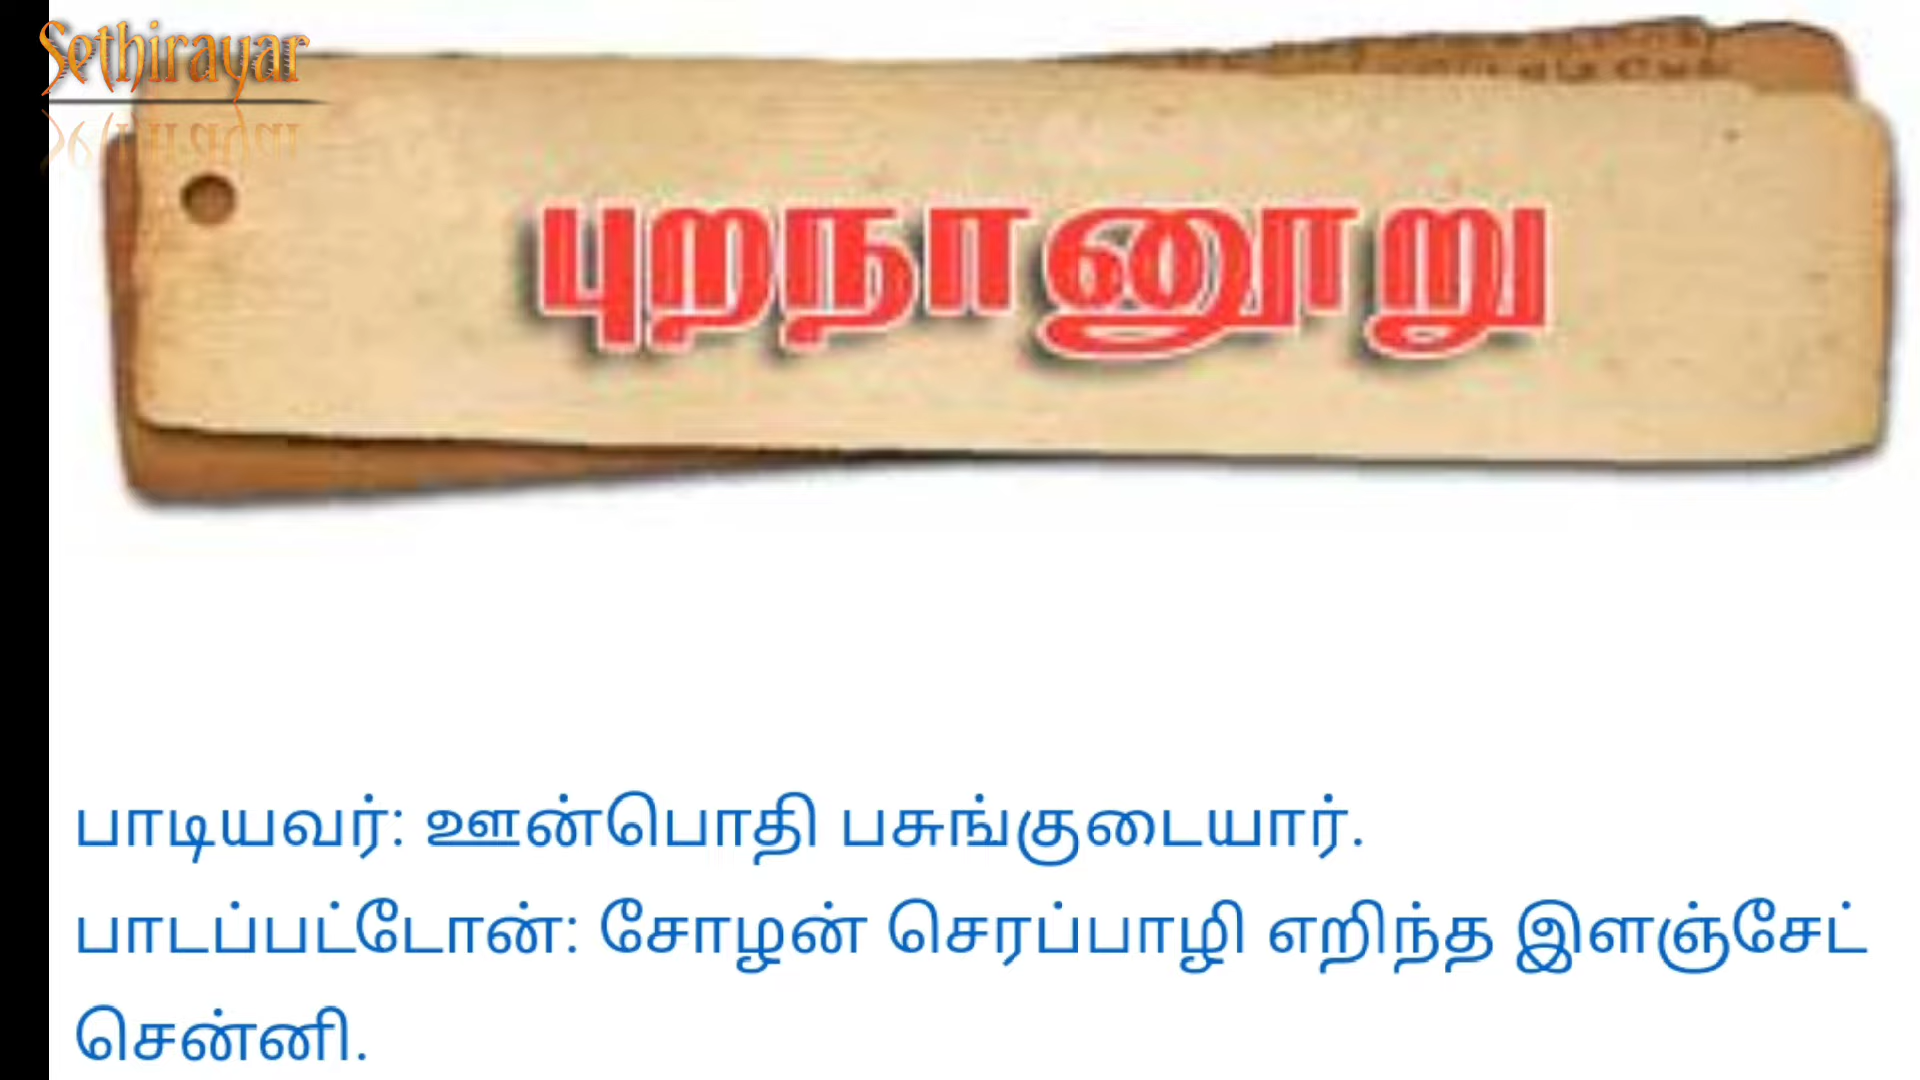 Sethirayar
புறநானூறு
பாடியவர்: ஊன்பொதி பசுங்குடையார்.
பாடப்பட்டோன்: சோழன் செரப்பாழி எறிந்த இளஞ்சேட்
சென்னி.